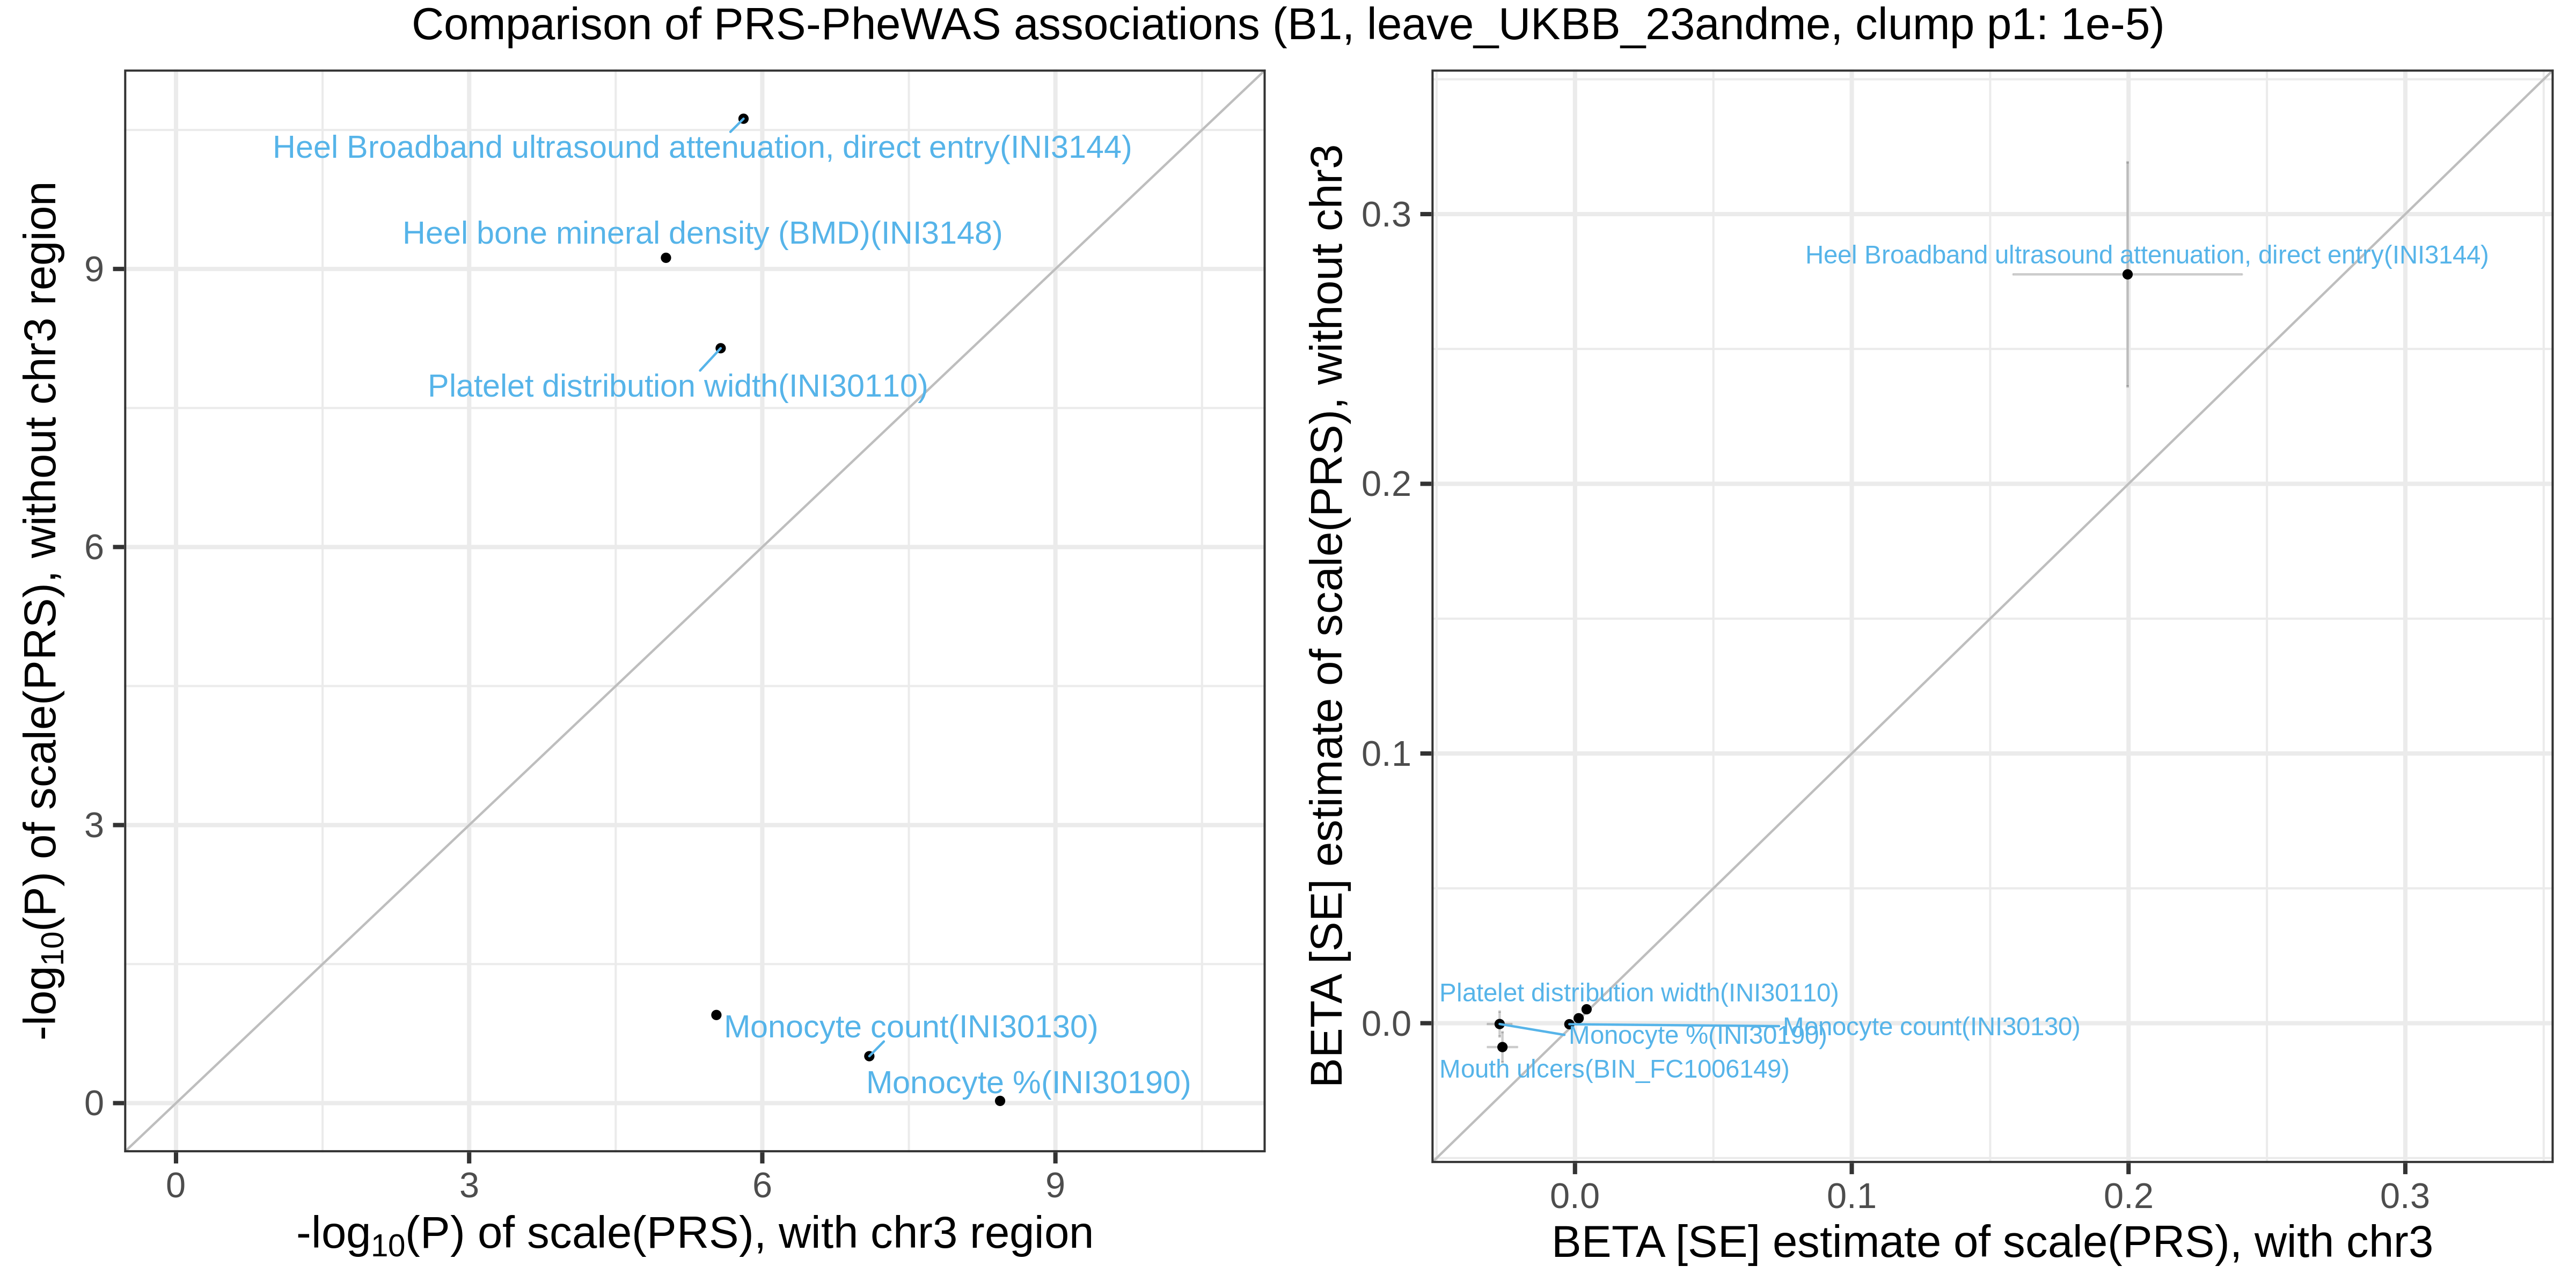 Comparison of PRS-PheWAS associations (B1, leave_UKBB_23andme, clump p1: 1e-5)
-log10(P) of scale(PRS), without chr3 region
9
6
3
0
Heel Broadband ultrasound attenuation, direct entry(INI3144)
Heel bone mineral density (BMD)(INI3148)
Platelet distribution width(INI30110)
Monocyte count(INI30130)
Monocyte %(INI30190)
0 3 6 9
-log10(P) of scale(PRS), with chr3 region
BETA [SE] estimate of scale(PRS), without chr3
0.3
0.2
0.1
0.0
Heel Broadband ultrasound attenuation, direct entry(INI3144)
Platelet distribution width(INI30110)
Monocyte count(INI30130)
Monocyte %(INI30190)
Mouth ulcers(BIN_FC1006149)
0.0 0.1 0.2 0.3
BETA [SE] estimate of scale(PRS), with chr3